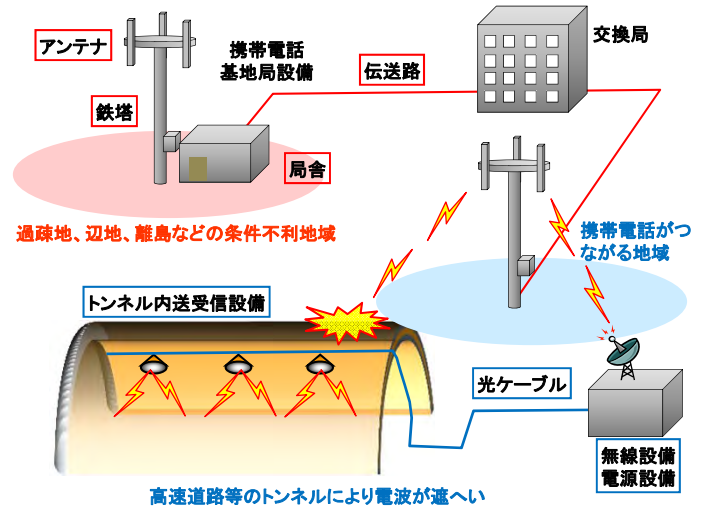 アンテナ
携帯電話
基地局設備
伝送路
交換局
鉄塔
局舎
過疎地、辺地、離島などの条件不利地域
携帯電話がつ
ながる地域
トンネル内送受信設備
光ケーブル
無線設備
電源設備
高速道路等のトンネルにより電波が遮へい